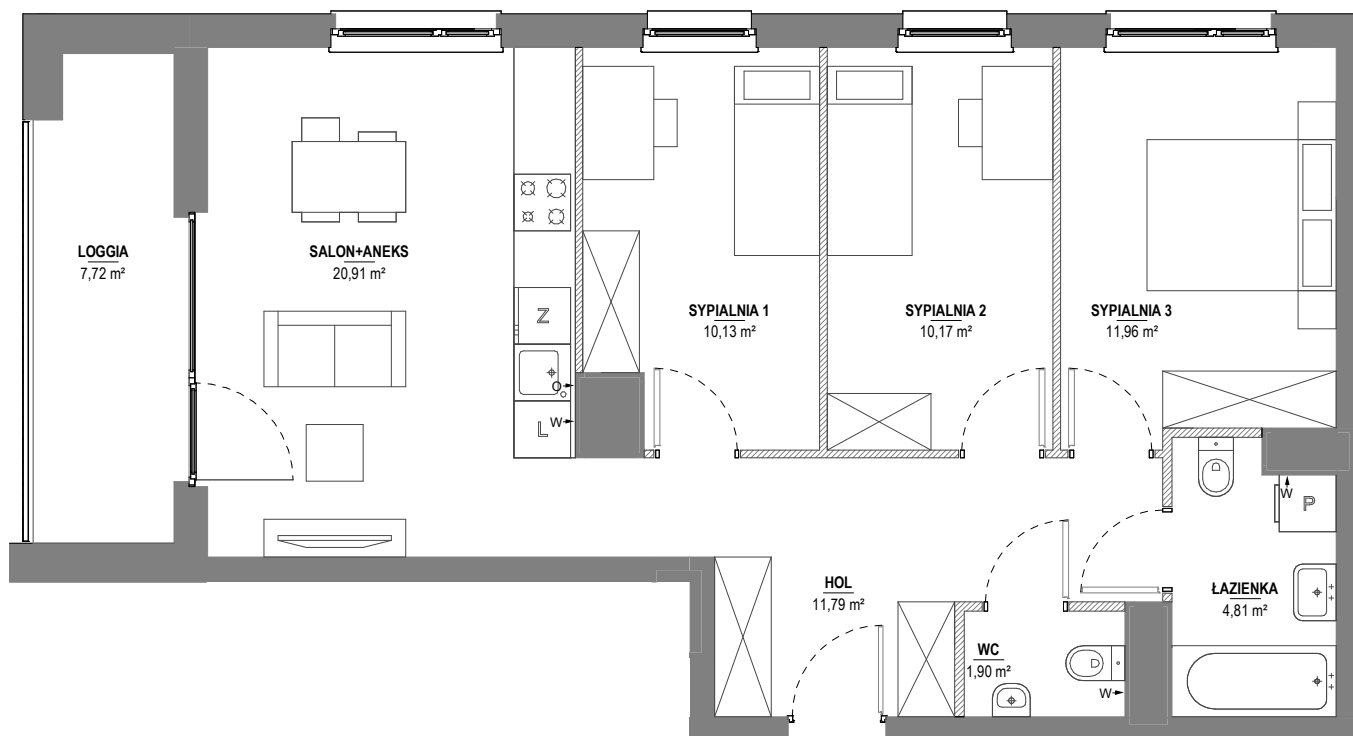 LOGGIA
7,72 m²
SALON+ANEKS
20,91 m²
SYPIALNIA 1
10,13 m²
SYPIALNIA 2
10,17 m²
SYPIALNIA 3
11,96 m²
Z
O
W
L
W
P
HOL
11,79 m²
ŁAZIENKA
4,81 m²
WC
1,90 m²
W